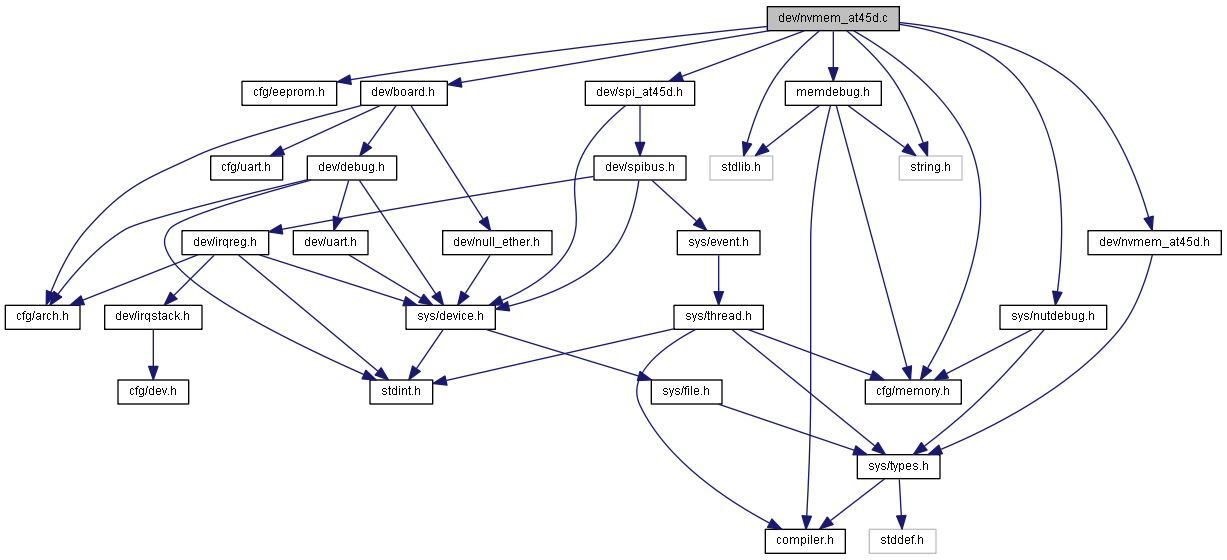 dev/nvmem_at45d.c
cfg/eeprom.h
dev/board.h
dev/spi_at45d.h
memdebug.h
cfg/uart.h
dev/debug.h
dev/spibus.h
stdlib.h
string.h
dev/irqreg.h
dev/uart.h
dev/null_ether.h
sys/event.h
dev/nvmem_at45d.h
cfg/arch.h
dev/irqstack.h
sys/device.h
sys/thread.h
sys/nutdebug.h
cfg/dev.h
stdint.h
sys/file.h
cfg/memory.h
sys/types.h
compiler.h
stddef.h